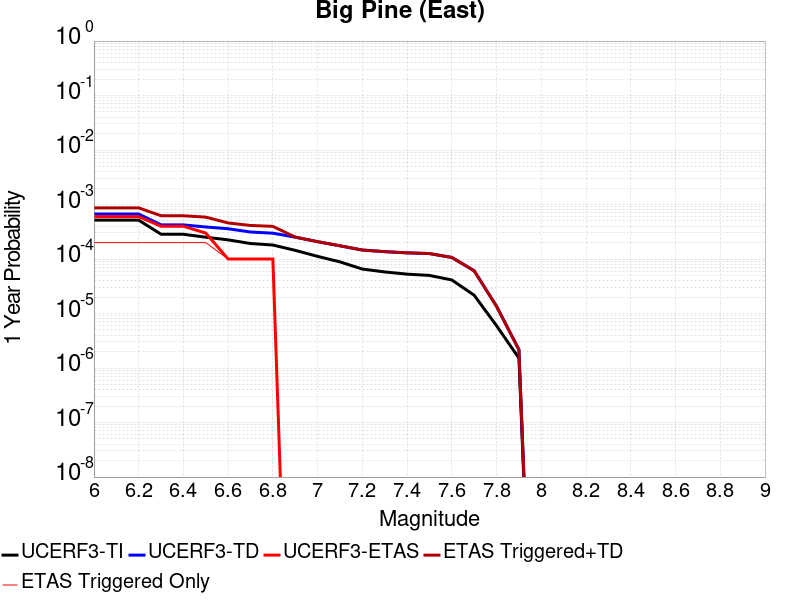 Big Pine (East)
1 Year Probability
10^0
10^-1
10^-2
10^-3
10^-4
10^-5
10^-6
10^-7
10^-8
6 6.2 6.4 6.6 6.8 7 7.2 7.4 7.6 7.8 8 8.2 8.4 8.6 8.8 9
Magnitude
UCERF3-TI UCERF3-TD UCERF3-ETAS ETAS Triggered+TD
ETAS Triggered Only